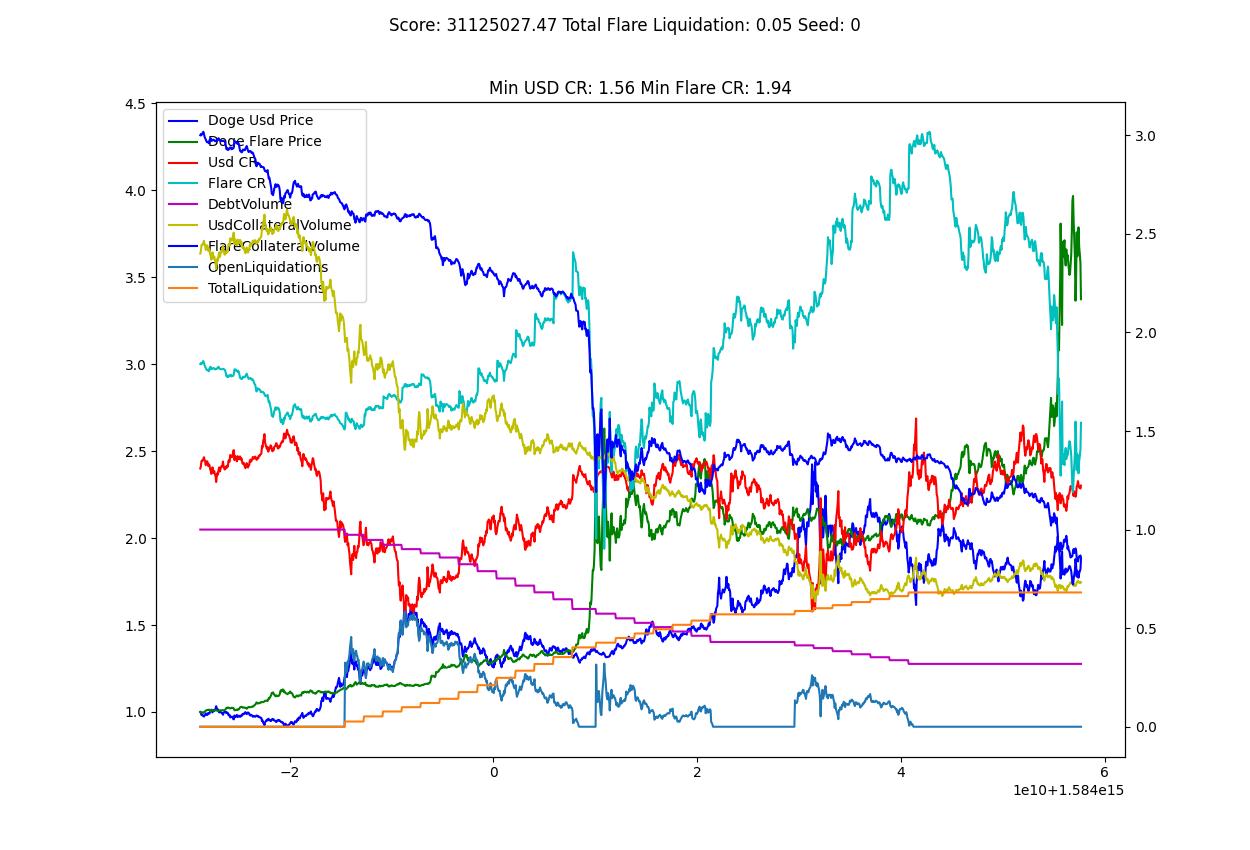 Score: 31125027.47 Total Flare Liquidation: 0.05 Seed: 0
Min USD CR: 1.56 Min Flare CR: 1.94
4.5
4.0
3.5
3.0
2.5
2.0
1.5
1.0
Doge Usd Price
Doge Flare Price
Usd CR
Flare CR
DebtVolume
UsdCollateralVolume
FlareCollateralVolume
OpenLiquidations
TotalLiquidations
3.0
2.5
2.0
1.5
1.0
0.5
0.0
−2 0 2 4 6
1e10+1.584e15